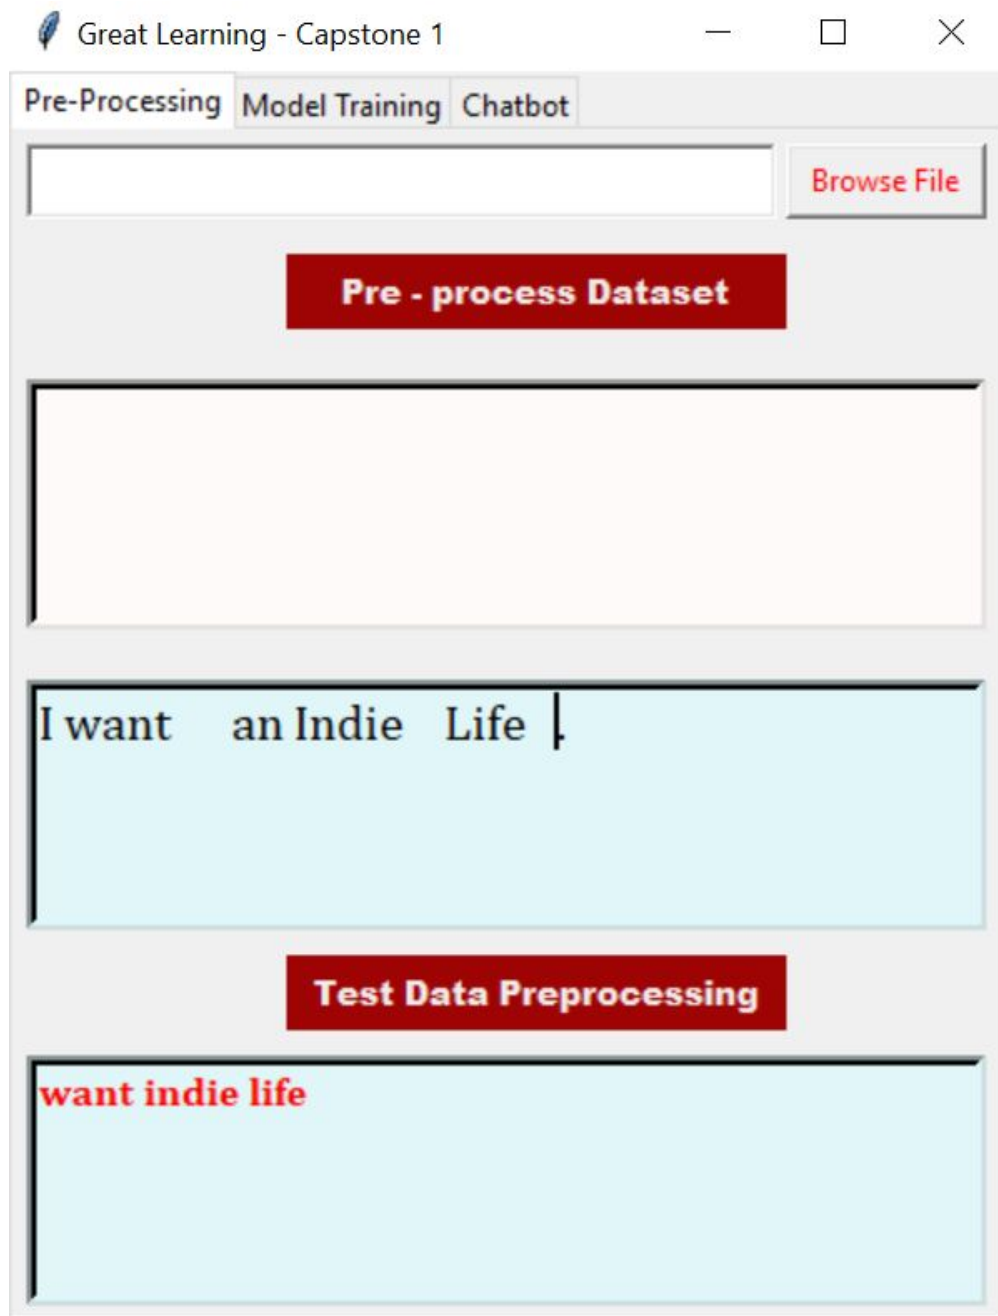 Great Learning - Capstone 1
Pre-Processing Model Training Chatbot
Browse File
Pre - process Dataset
I want an Indie Life .
Test Data Preprocessing
want indie life